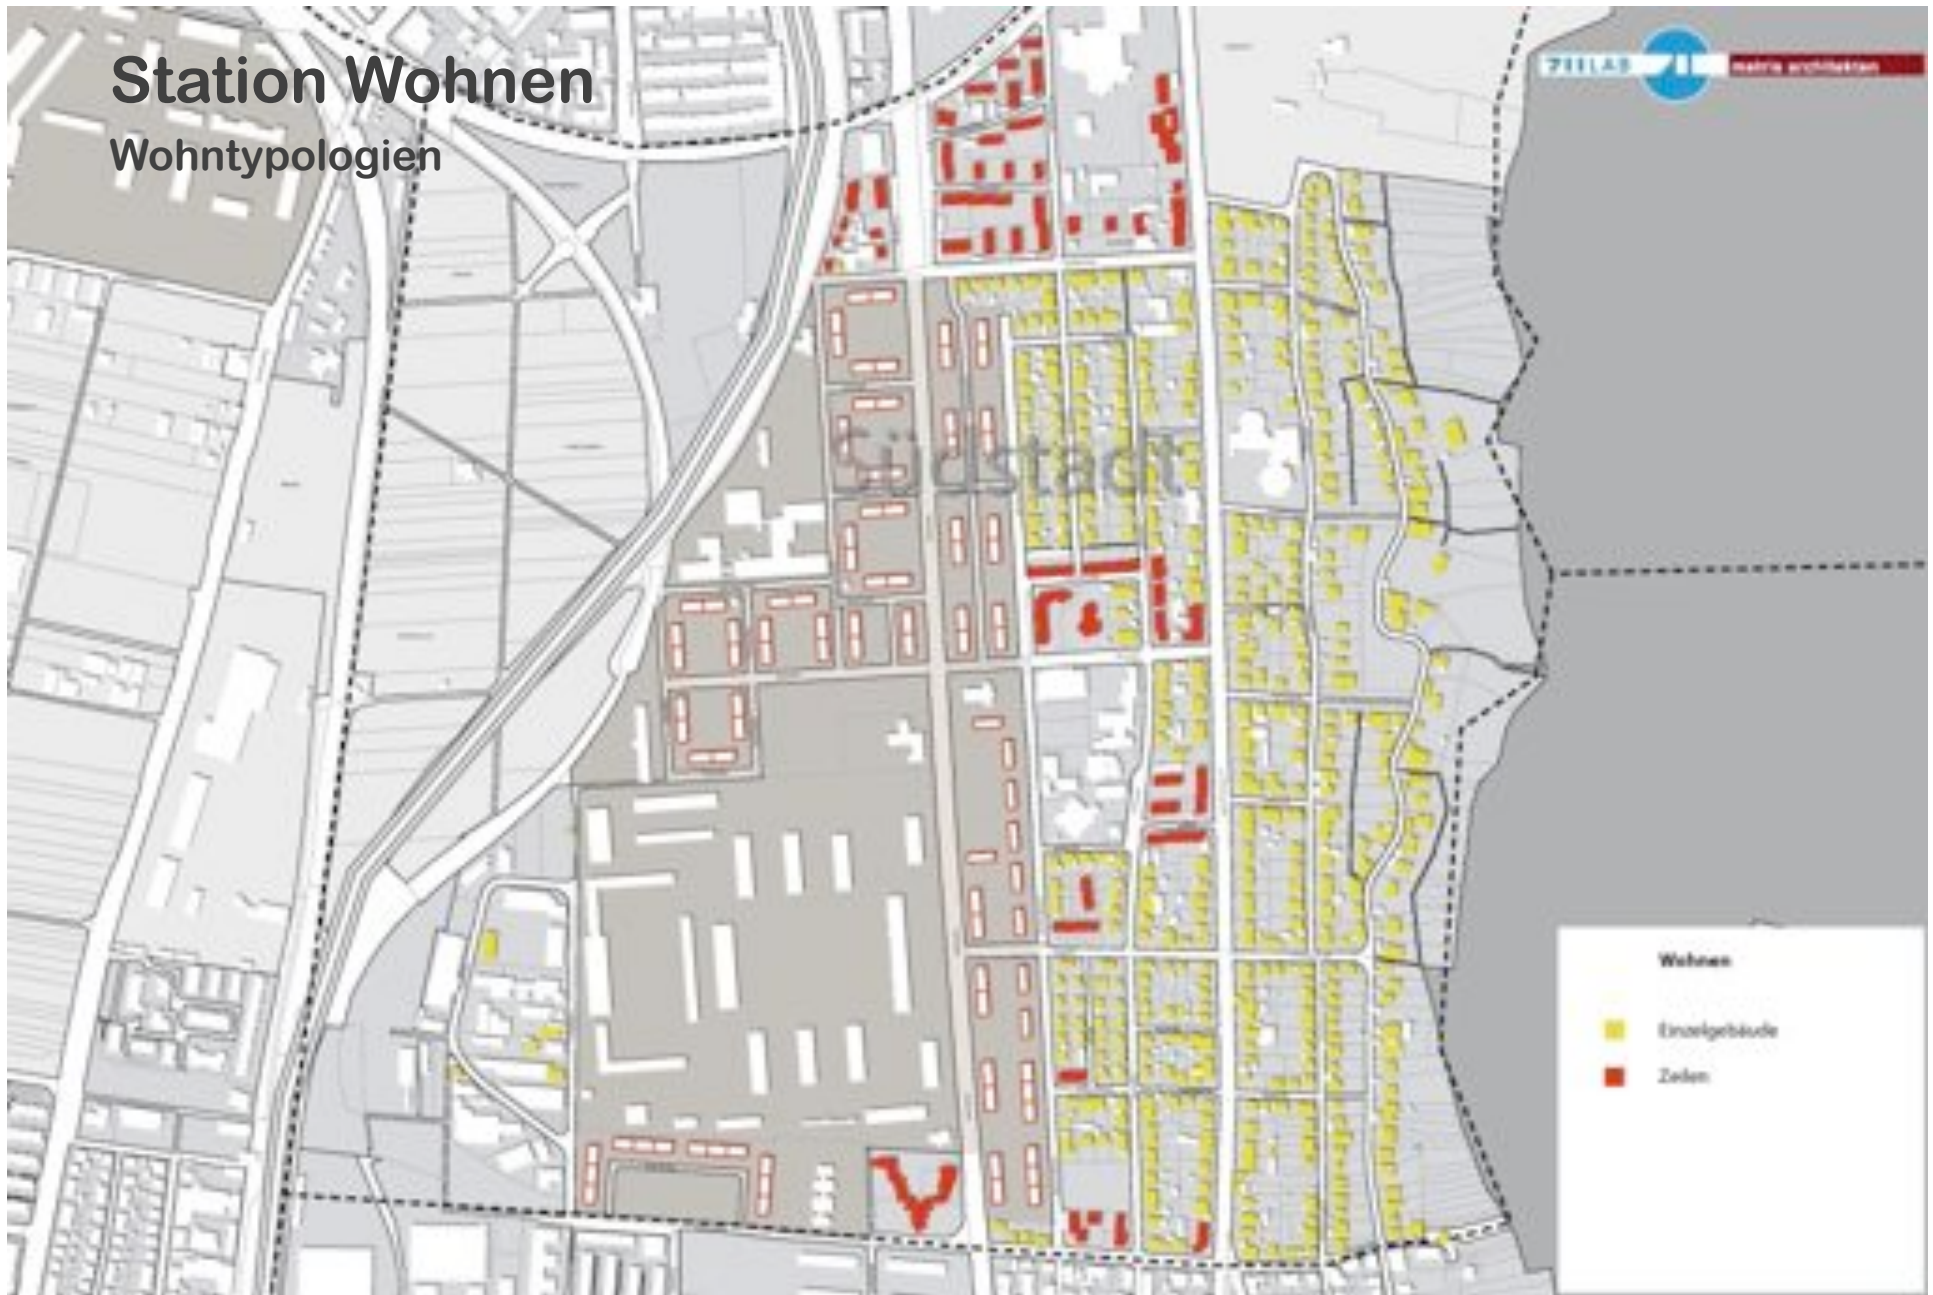 Station Wohnen
Wohntypologien
Südstadt
Wohnen
Einzelgebäude
Zeilen